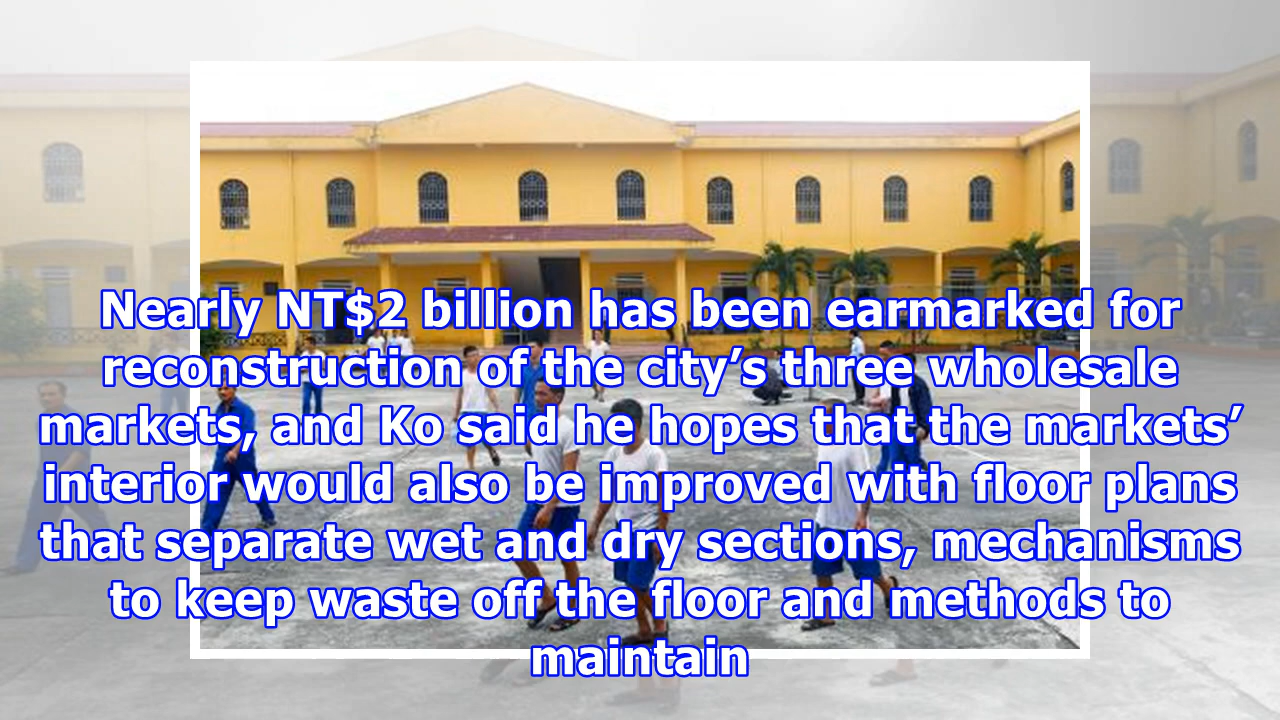 Nearly NT$2 billion has been earmarked for
reconstruction of the city’s three wholesale
markets, and Ko said he hopes that the markets’
interior would also be improved with floor plans
that separate wet and dry sections, mechanisms
to keep waste off the floor and methods to
maintain